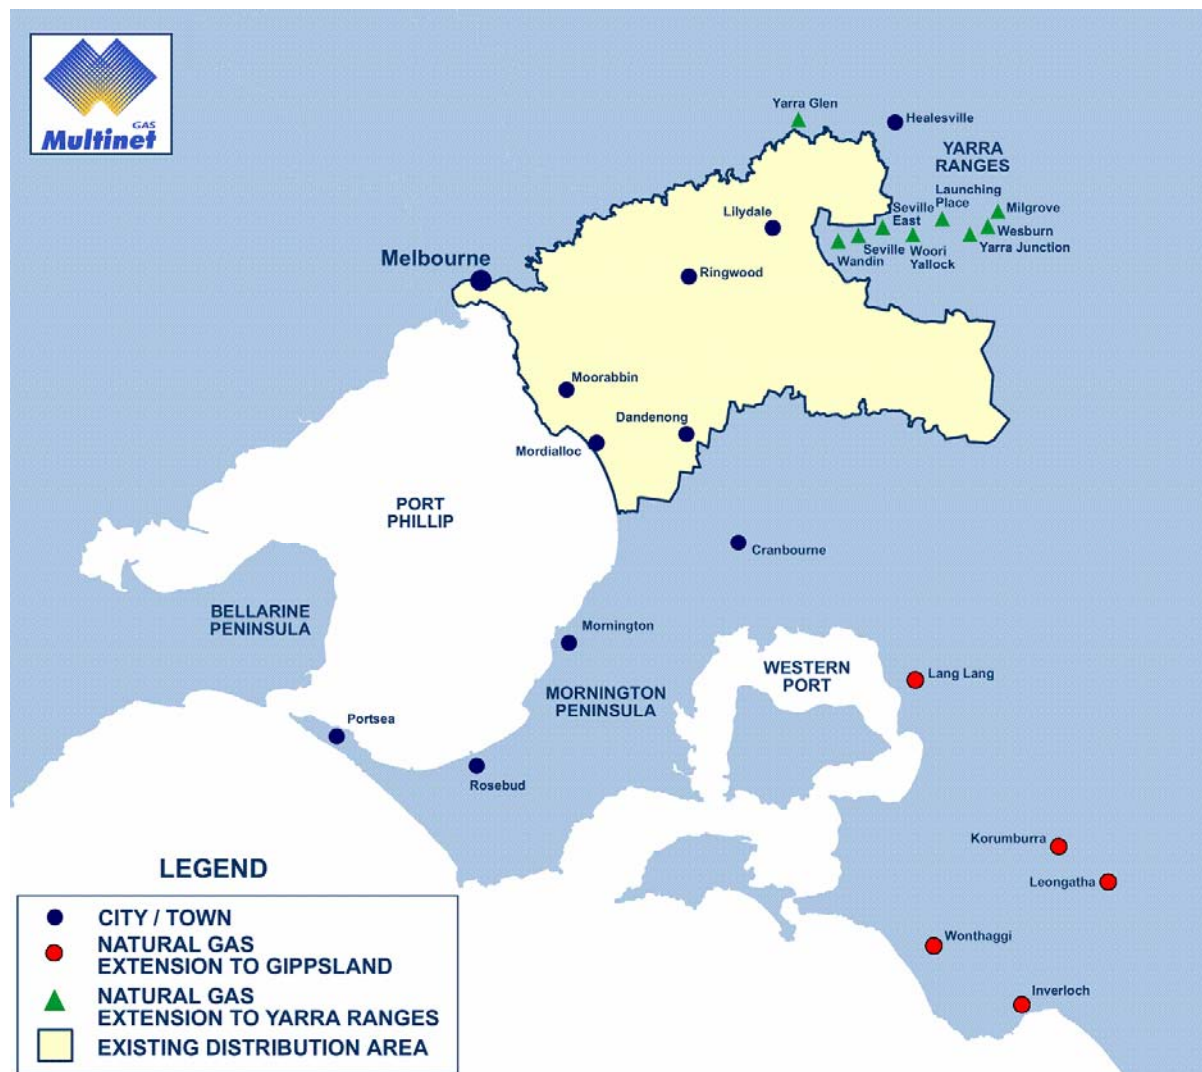 GAS
Multinet
Yarra Glen
Healesville
YARRA
RANGES
Launching
Place
Milgrove
Seville
East
Lilydale
Wesburn
Seville
Woori
Yallock
Yarra Junction
Wandin
Melbourne
Ringwood
Moorabbin
Dandenong
Mordialloc
PORT
PHILLIP
Cranbourne
BELLARINE
PENINSULA
Mornington
WESTERN
PORT
Lang Lang
MORNINGTON
PENINSULA
Portsea
Rosebud
Korumburra
Leongatha
Wonthaggi
Inverloch
LEGEND
CITY / TOWN
NATURAL GAS
EXTENSION TO GIPPSLAND
NATURAL GAS
EXTENSION TO YARRA RANGES
EXISTING DISTRIBUTION AREA